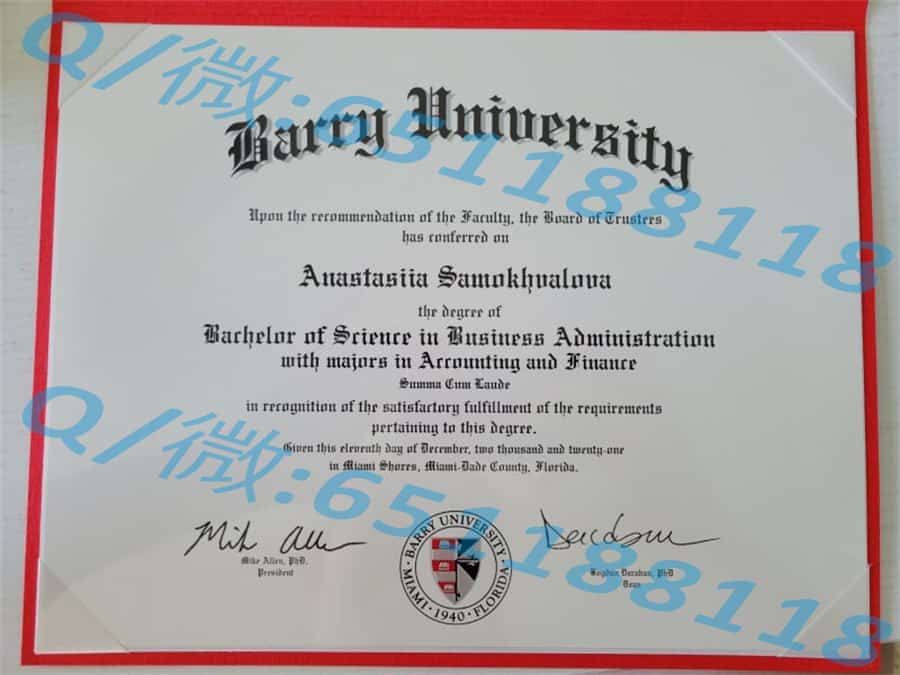 Q/微:651188118
Barry University
Upon the recommendation of the Faculty, the Board of Trustees
has conferred on
Anastasiia Samokhvalova
the degree of
Bachelor of Science in Business Administration
with majors in Accounting and Finance
Summa Cum Laude
in recognition of the satisfactory fulfillment of the requirements
pertaining to this degree.
Given this eleventh day of December, two thousand and twenty-one
in Miami Shores, Miami-Dade County, Florida.
Q/微:651188118
Mike Allen, PhD.
President
BARRY UNIVERSITY
MIAMI · 1940 · FLORIDA
Bogdan Daraban, PhD
Dean